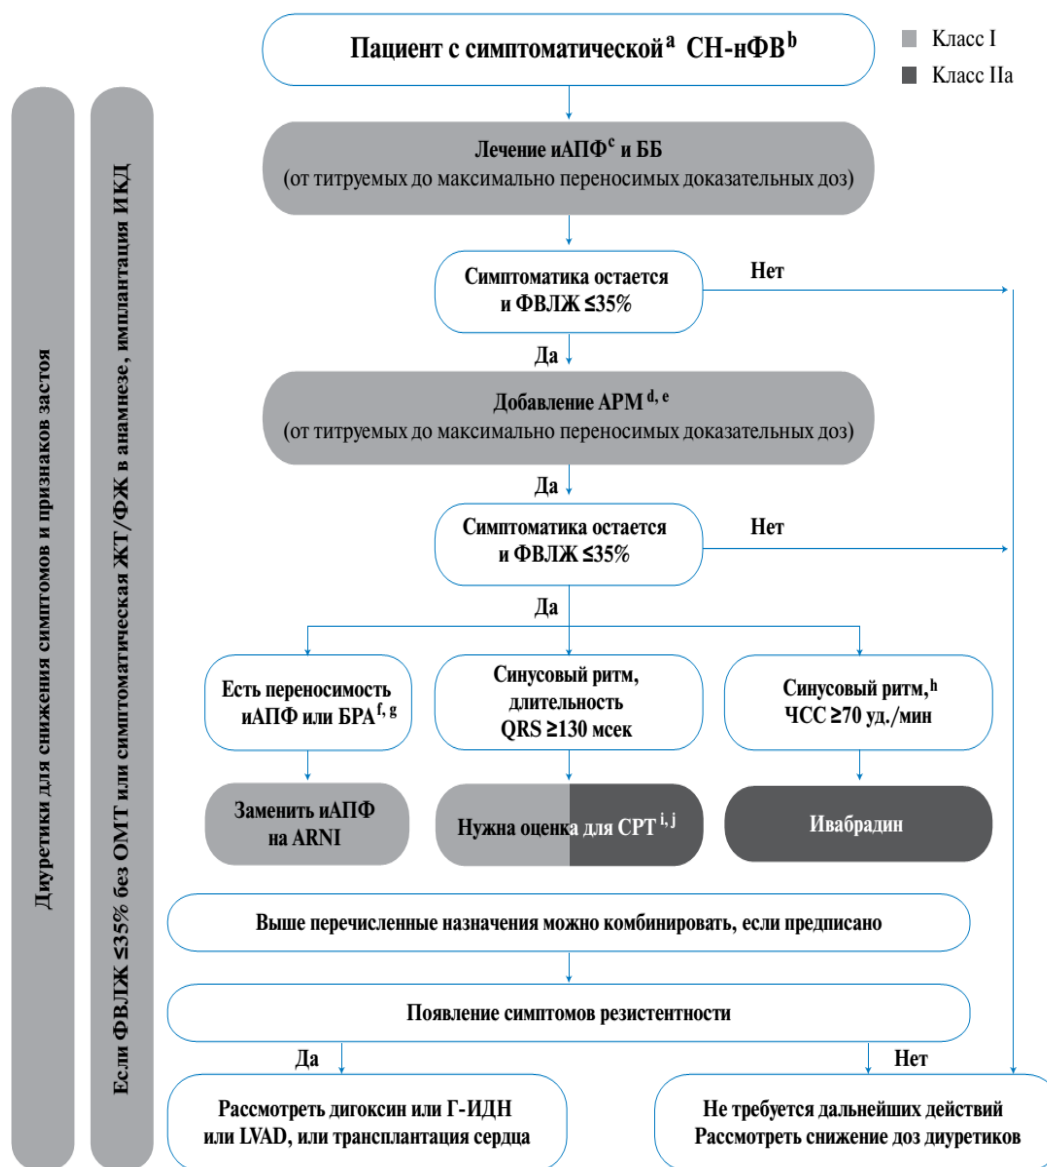 Пациент с симптоматической^a СН-нФВ^b
Класс I
Класс IIa
Диуретики для снижения симптомов и признаков застоя
Если ФВЛЖ ≤35% без ОМТ или симптоматическая ЖТ/ФЖ в анамнезе, имплантация ИКД
Лечение иАПФ^c и ББ
(от титруемых до максимально переносимых доказательных доз)
Симптоматика остается
и ФВЛЖ ≤35%
Нет
Да
Добавление АРМ^d, e
(от титруемых до максимально переносимых доказательных доз)
Да
Симптоматика остается
и ФВЛЖ ≤35%
Нет
Да
Есть переносимость
иАПФ или БРА^f, g
Синусовый ритм,
длительность
QRS ≥130 мсек
Синусовый ритм,^h
ЧСС ≥70 уд./мин
Заменить иАПФ
на ARNI
Нужна оценка для СРТ^i, j
Ивабрадин
Выше перечисленные назначения можно комбинировать, если предписано
Появление симптомов резистентности
Да
Нет
Рассмотреть дигоксин или Г-ИДН
или LVAD, или трансплантация сердца
Не требуется дальнейших действий
Рассмотреть снижение доз диуретиков